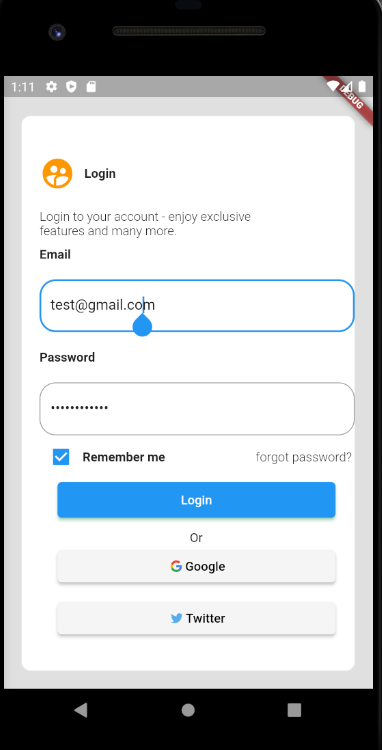 1:11
DEBUG
Login
Login to your account - enjoy exclusive
features and many more.
Email
test@gmail.com
Password
••••••••••••
Remember me forgot password?
Login
Or
Google
Twitter